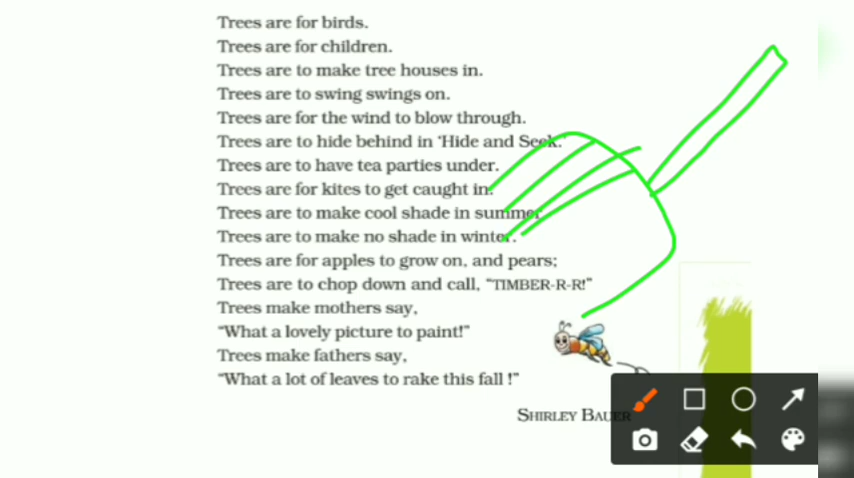 Trees are for birds.
Trees are for children.
Trees are to make tree houses in.
Trees are to swing swings on.
Trees are for the wind to blow through.
Trees are to hide behind in 'Hide and Seek.'
Trees are to have tea parties under.
Trees are for kites to get caught in.
Trees are to make cool shade in summer
Trees are to make no shade in winter.
Trees are for apples to grow on, and pears;
Trees are to chop down and call, “TIMBER-R-R!”
Trees make mothers say,
“What a lovely picture to paint!”
Trees make fathers say,
“What a lot of leaves to rake this fall !”
SHIRLEY BAUER